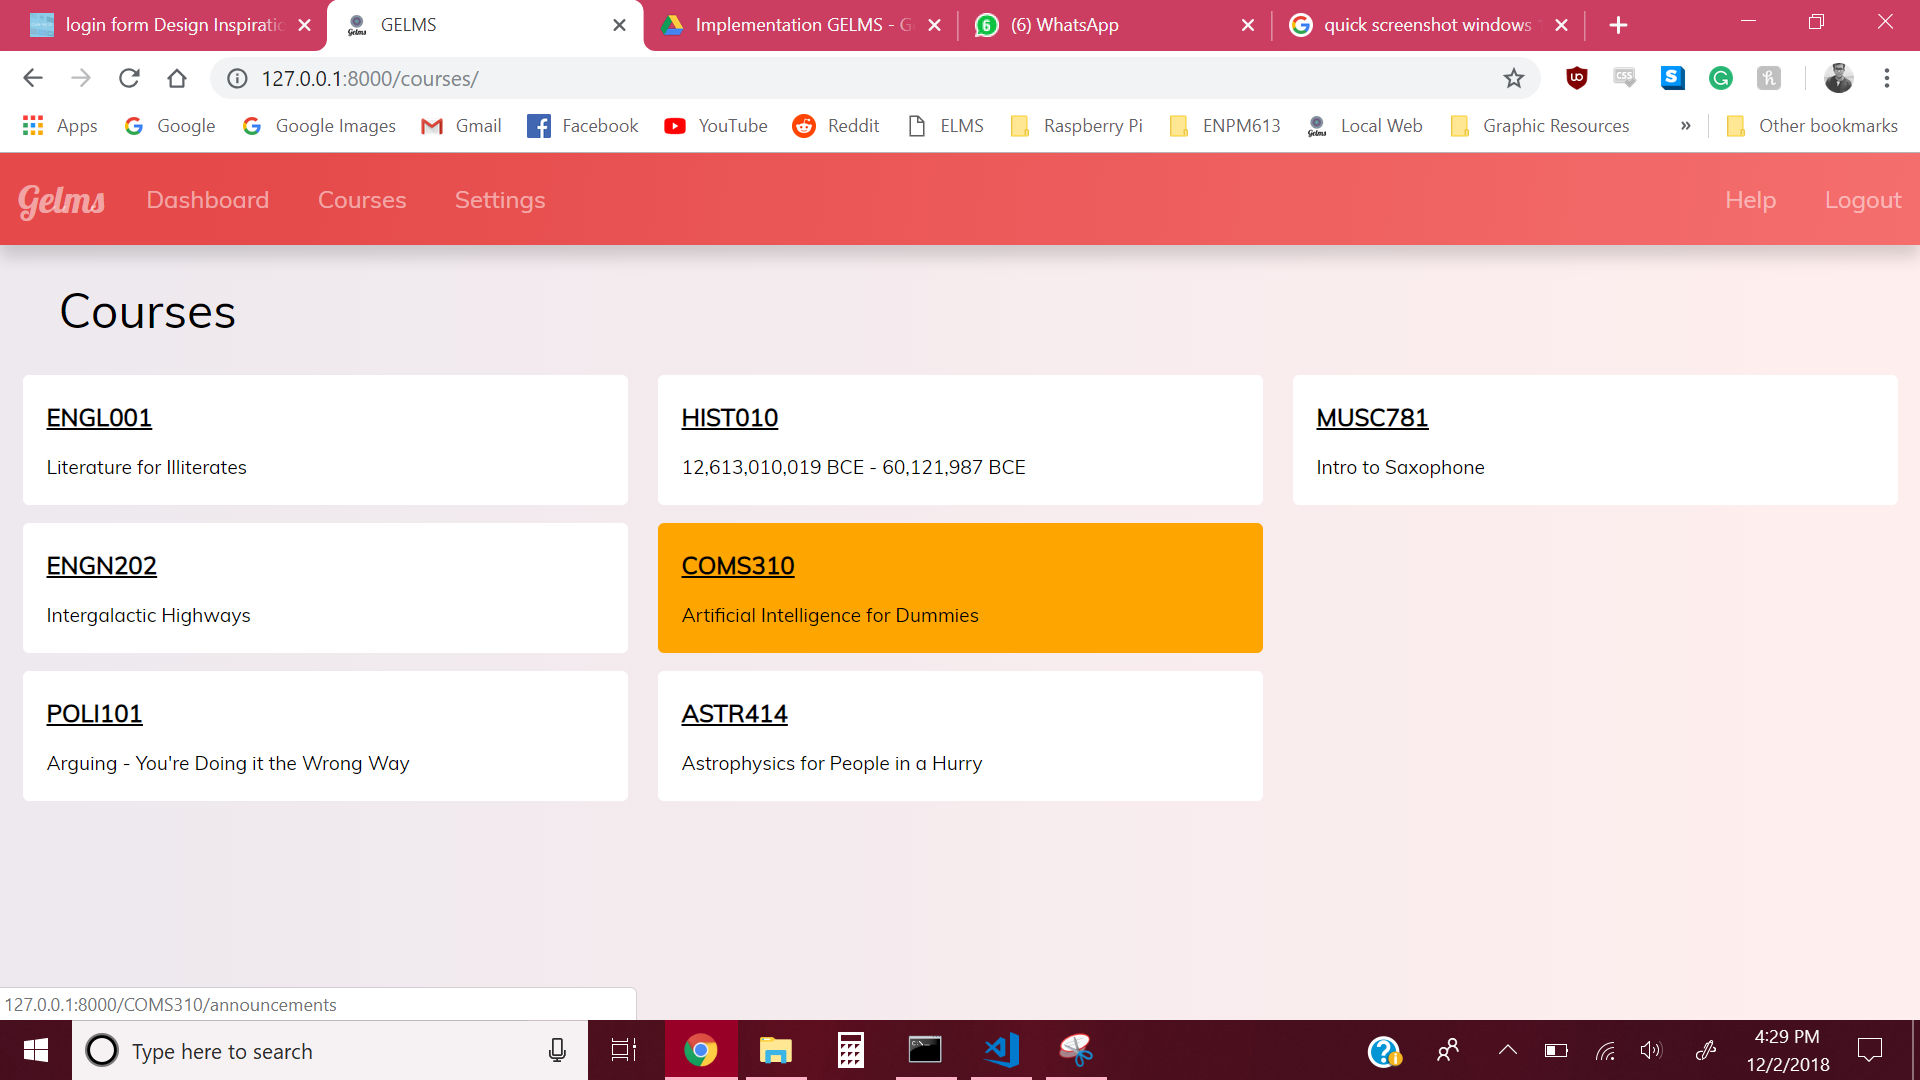 login form Design Inspiratio
GELMS
Implementation GELMS - G
(6) WhatsApp
quick screenshot windows
127.0.0.1:8000/courses/
Apps
Google
Google Images
Gmail
Facebook
YouTube
Reddit
ELMS
Raspberry Pi
ENPM613
Local Web
Graphic Resources
»
Other bookmarks
Gelms
Dashboard
Courses
Settings
Help
Logout
Courses
ENGL001
Literature for Illiterates
HIST010
12,613,010,019 BCE - 60,121,987 BCE
MUSC781
Intro to Saxophone
ENGN202
Intergalactic Highways
COMS310
Artificial Intelligence for Dummies
POLI101
Arguing - You're Doing it the Wrong Way
ASTR414
Astrophysics for People in a Hurry
127.0.0.1:8000/COMS310/announcements
Type here to search
4:29 PM
12/2/2018